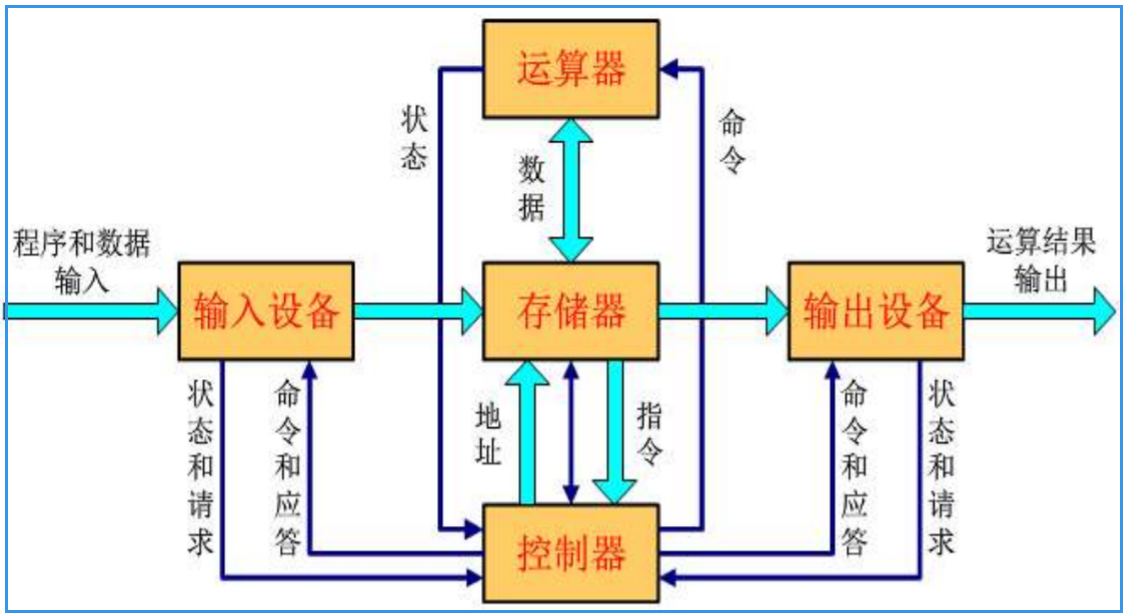 运算器
状态
命令
数据
程序和数据
输入
运算结果
输出
输入设备
存储器
输出设备
状态和请求
命令和应答
地址
指令
命令和应答
状态和请求
控制器